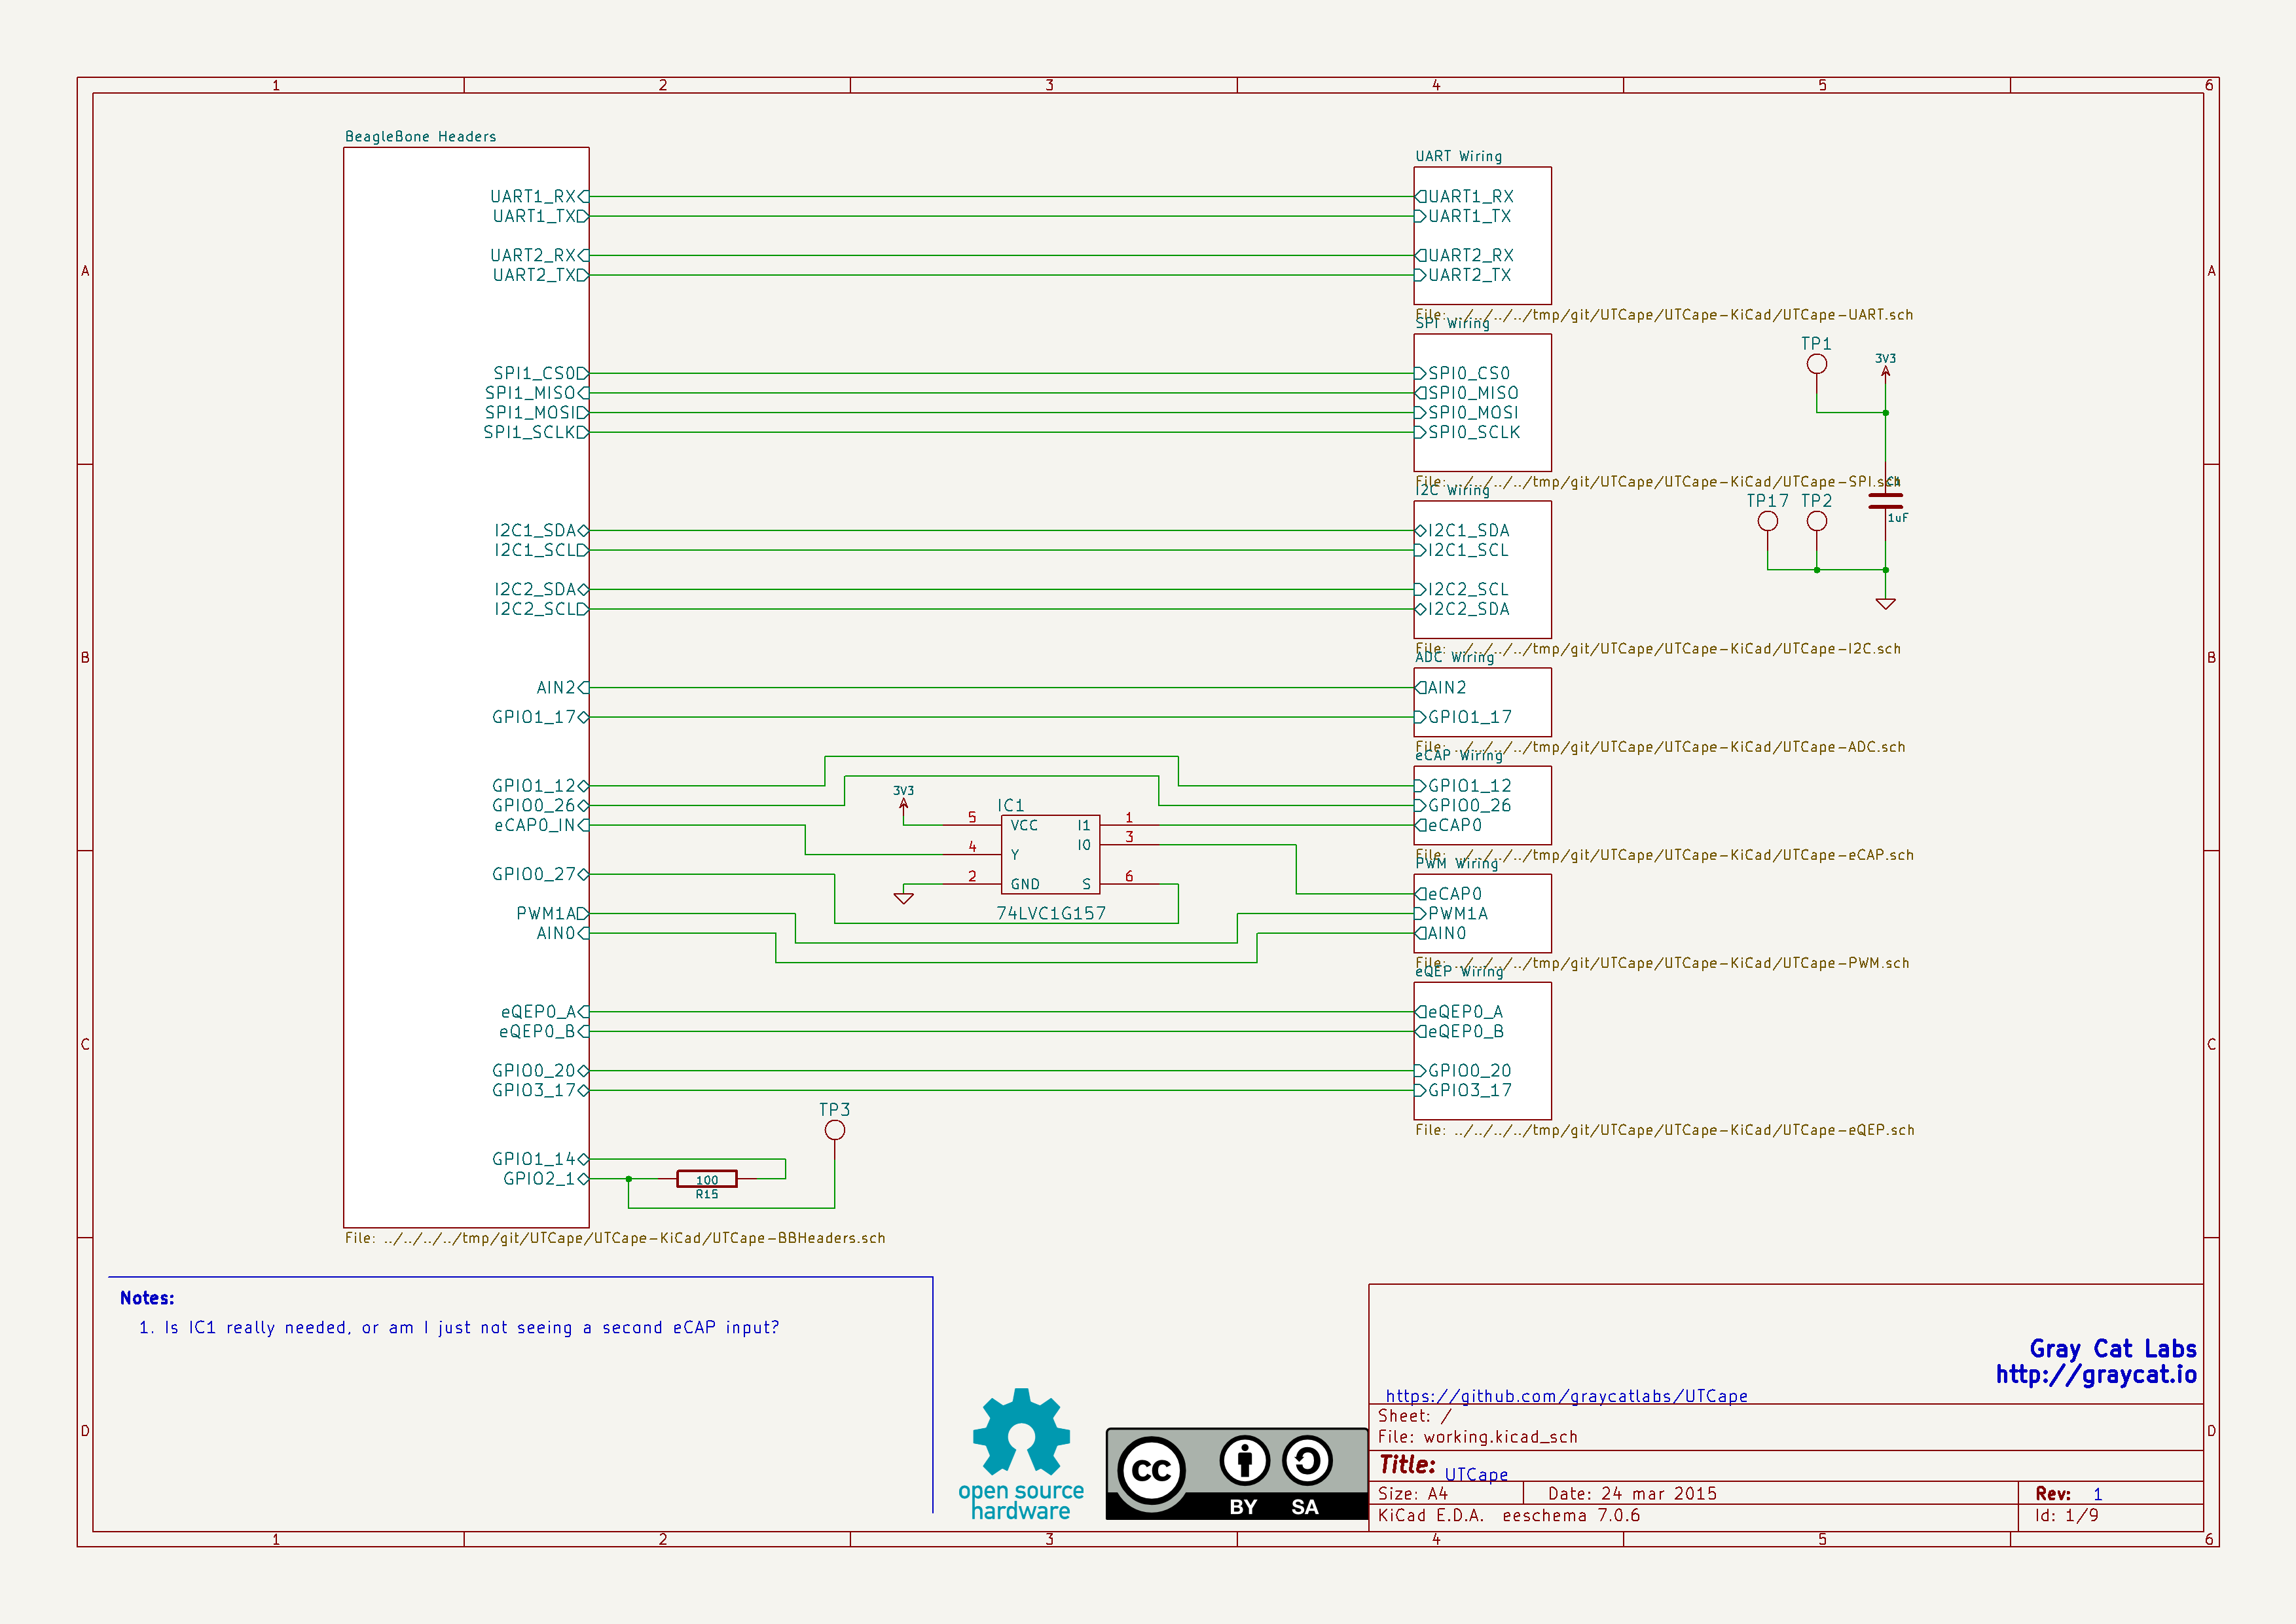 1 2 3 4 5 6
A
B
C
D
A
B
C
D
1 2 3 4 5 6
BeagleBone Headers
UART1_RX
UART1_TX
UART2_RX
UART2_TX
SPI1_CS0
SPI1_MISO
SPI1_MOSI
SPI1_SCLK
I2C1_SDA
I2C1_SCL
I2C2_SDA
I2C2_SCL
AIN2
GPIO1_17
GPIO1_12
GPIO0_26
eCAP0_IN
GPIO0_27
PWM1A
AIN0
eQEP0_A
eQEP0_B
GPIO0_20
GPIO3_17
GPIO1_14
GPIO2_1
File: ../../../../tmp/git/UTCape/UTCape-KiCad/UTCape-BBHeaders.sch
3V3
IC1
5 VCC I1 1
I0 3
4 Y
2 GND S 6
74LVC1G157
TP3
100
R15
UART Wiring
UART1_RX
UART1_TX
UART2_RX
UART2_TX
File: ../../../../tmp/git/UTCape/UTCape-KiCad/UTCape-UART.sch
SPI Wiring
SPI0_CS0
SPI0_MISO
SPI0_MOSI
SPI0_SCLK
File: ../../../../tmp/git/UTCape/UTCape-KiCad/UTCape-SPI.sch
I2C Wiring
I2C1_SDA
I2C1_SCL
I2C2_SCL
I2C2_SDA
File: ../../../../tmp/git/UTCape/UTCape-KiCad/UTCape-I2C.sch
ADC Wiring
AIN2
GPIO1_17
File: ../../../../tmp/git/UTCape/UTCape-KiCad/UTCape-ADC.sch
eCAP Wiring
GPIO1_12
GPIO0_26
eCAP0
File: ../../../../tmp/git/UTCape/UTCape-KiCad/UTCape-eCAP.sch
PWM Wiring
eCAP0
PWM1A
AIN0
File: ../../../../tmp/git/UTCape/UTCape-KiCad/UTCape-PWM.sch
eQEP Wiring
eQEP0_A
eQEP0_B
GPIO0_20
GPIO3_17
File: ../../../../tmp/git/UTCape/UTCape-KiCad/UTCape-eQEP.sch
TP1
3V3
TP17 TP2
1uF
Notes:
1. Is IC1 really needed, or am I just not seeing a second eCAP input?
open source
hardware
CC
BY SA
Gray Cat Labs
http://graycat.io
https://github.com/graycatlabs/UTCape
Sheet: /
File: working.kicad_sch
Title: UTCape
Size: A4 Date: 24 mar 2015 Rev: 1
KiCad E.D.A. eeschema 7.0.6 Id: 1/9